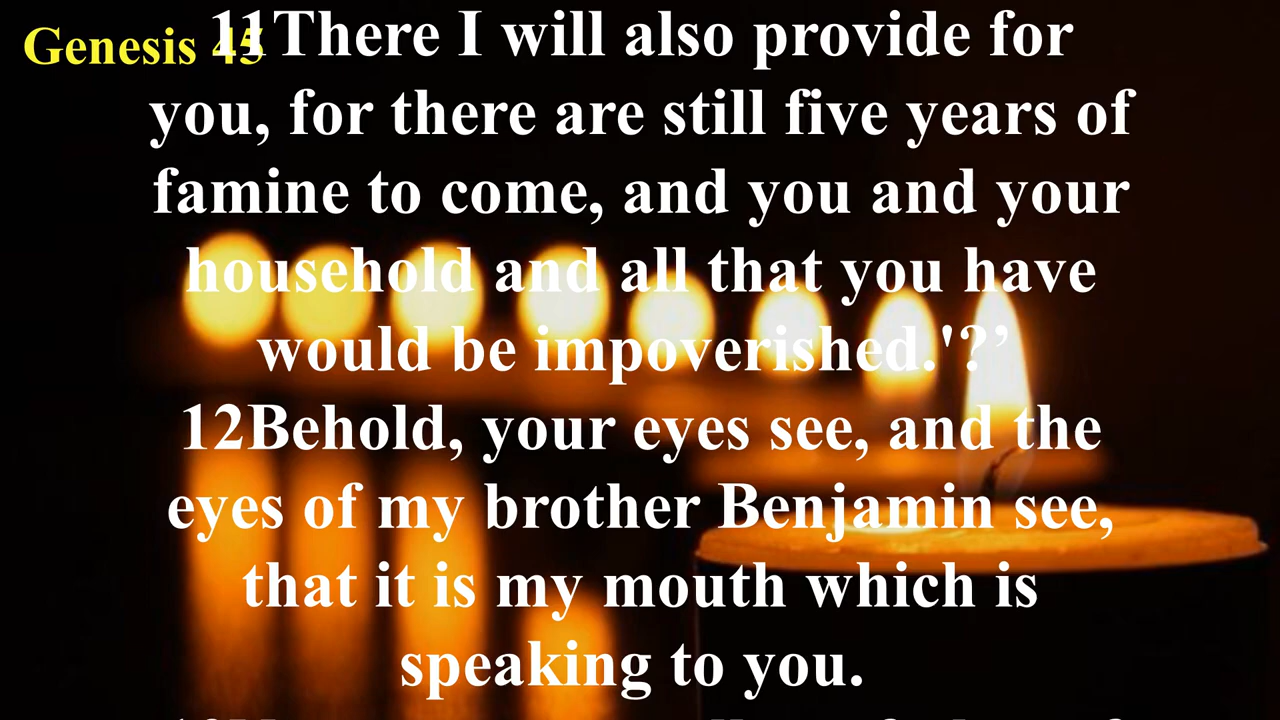 Genesis 45
11There I will also provide for
you, for there are still five years of
famine to come, and you and your
household and all that you have
would be impoverished.'?’
12Behold, your eyes see, and the
eyes of my brother Benjamin see,
that it is my mouth which is
speaking to you.